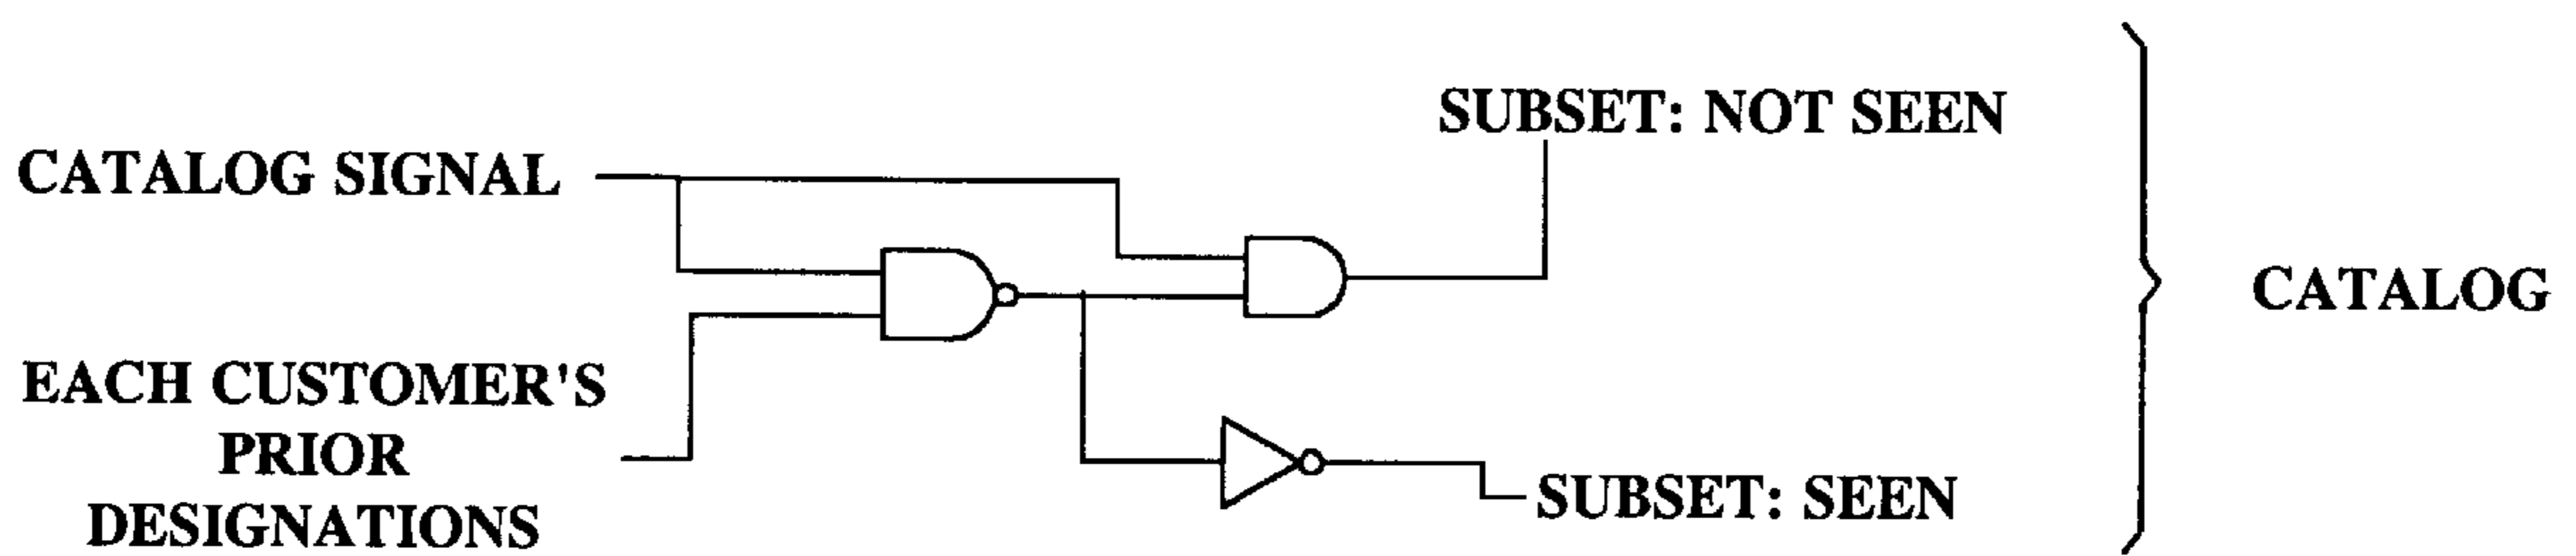 SUBSET: NOT SEEN
CATALOG SIGNAL
CATALOG
EACH CUSTOMER'S
PRIOR
DESIGNATIONS
SUBSET: SEEN